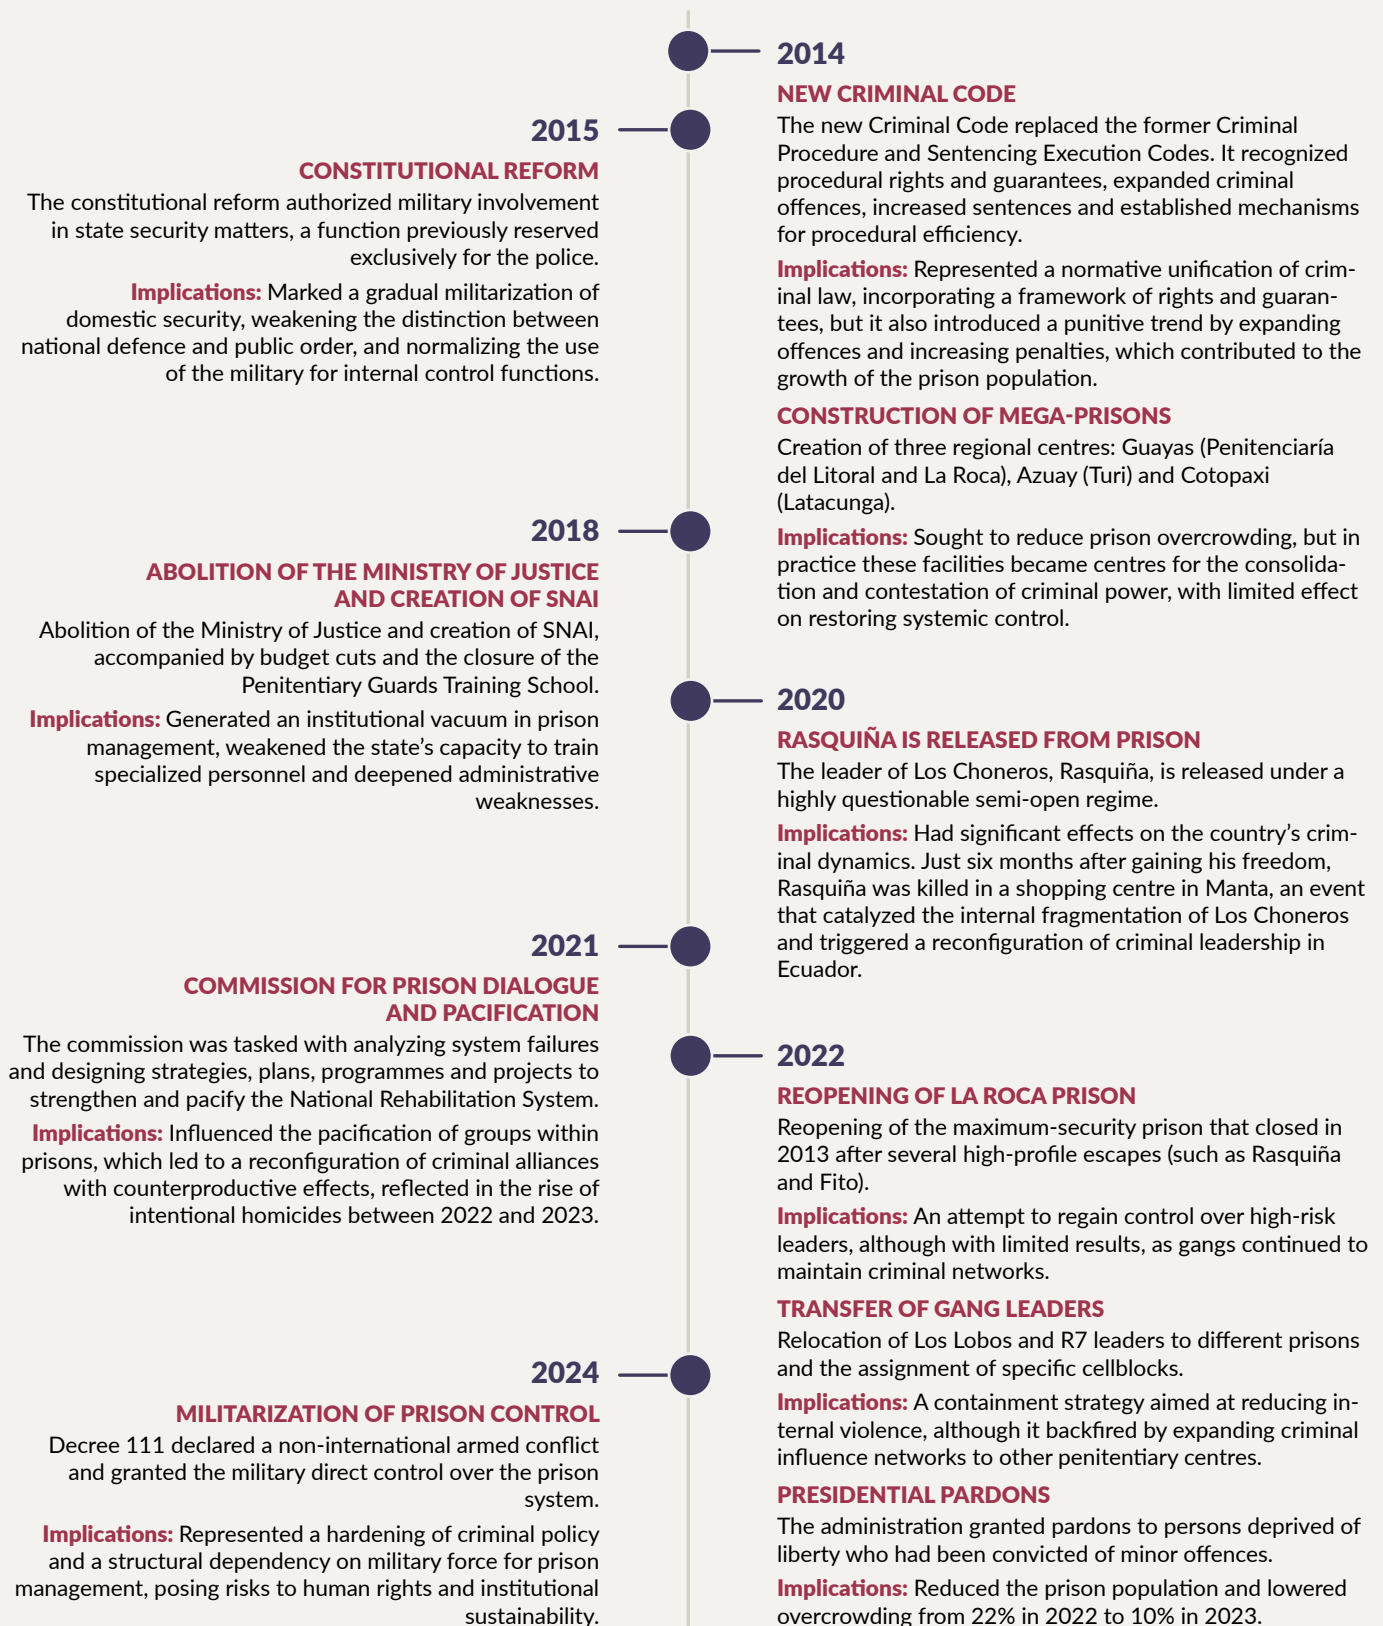 2014
NEW CRIMINAL CODE
The new Criminal Code replaced the former Criminal
Procedure and Sentencing Execution Codes. It recognized
procedural rights and guarantees, expanded criminal
offences, increased sentences and established mechanisms
for procedural efficiency.
Implications: Represented a normative unification of crim-
inal law, incorporating a framework of rights and guaran-
tees, but it also introduced a punitive trend by expanding
offences and increasing penalties, which contributed to the
growth of the prison population.
CONSTRUCTION OF MEGA-PRISONS
Creation of three regional centres: Guayas (Penitenciaría
del Litoral and La Roca), Azuay (Turi) and Cotopaxi
(Latacunga).
Implications: Sought to reduce prison overcrowding, but in
practice these facilities became centres for the consolida-
tion and contestation of criminal power, with limited effect
on restoring systemic control.
2015
CONSTITUTIONAL REFORM
The constitutional reform authorized military involvement
in state security matters, a function previously reserved
exclusively for the police.
Implications: Marked a gradual militarization of
domestic security, weakening the distinction between
national defence and public order, and normalizing the use
of the military for internal control functions.
2018
ABOLITION OF THE MINISTRY OF JUSTICE
AND CREATION OF SNAI
Abolition of the Ministry of Justice and creation of SNAI,
accompanied by budget cuts and the closure of the
Penitentiary Guards Training School.
Implications: Generated an institutional vacuum in prison
management, weakened the state’s capacity to train
specialized personnel and deepened administrative
weaknesses.
2020
RASQUIÑA IS RELEASED FROM PRISON
The leader of Los Choneros, Rasquiña, is released under a
highly questionable semi-open regime.
Implications: Had significant effects on the country’s crim-
inal dynamics. Just six months after gaining his freedom,
Rasquiña was killed in a shopping centre in Manta, an event
that catalyzed the internal fragmentation of Los Choneros
and triggered a reconfiguration of criminal leadership in
Ecuador.
2021
COMMISSION FOR PRISON DIALOGUE
AND PACIFICATION
The commission was tasked with analyzing system failures
and designing strategies, plans, programmes and projects to
strengthen and pacify the National Rehabilitation System.
Implications: Influenced the pacification of groups within
prisons, which led to a reconfiguration of criminal alliances
with counterproductive effects, reflected in the rise of
intentional homicides between 2022 and 2023.
2022
REOPENING OF LA ROCA PRISON
Reopening of the maximum-security prison that closed in
2013 after several high-profile escapes (such as Rasquiña
and Fito).
Implications: An attempt to regain control over high-risk
leaders, although with limited results, as gangs continued to
maintain criminal networks.
TRANSFER OF GANG LEADERS
Relocation of Los Lobos and R7 leaders to different prisons
and the assignment of specific cellblocks.
Implications: A containment strategy aimed at reducing in-
ternal violence, although it backfired by expanding criminal
influence networks to other penitentiary centres.
PRESIDENTIAL PARDONS
The administration granted pardons to persons deprived of
liberty who had been convicted of minor offences.
Implications: Reduced the prison population and lowered
overcrowding from 22% in 2022 to 10% in 2023.
2024
MILITARIZATION OF PRISON CONTROL
Decree 111 declared a non-international armed conflict
and granted the military direct control over the prison
system.
Implications: Represented a hardening of criminal policy
and a structural dependency on military force for prison
management, posing risks to human rights and institutional
sustainability.